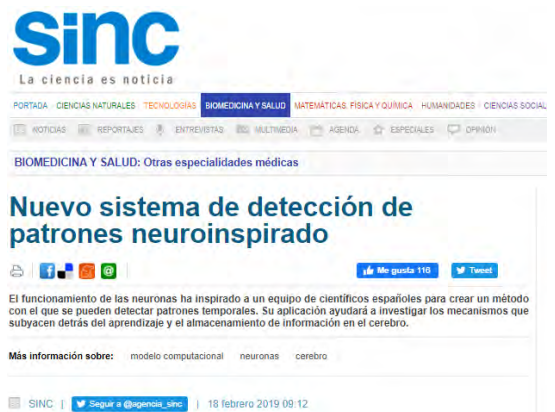 sinc
La ciencia es noticia
PORTADA CIENCIAS NATURALES TECNOLOGÍAS BIOMEDICINA Y SALUD MATEMÁTICAS, FÍSICA Y QUÍMICA HUMANIDADES CIENCIAS SOCIAL
NOTICIAS REPORTAJES ENTREVISTAS MULTIMEDIA AGENDA ESPECIALES OPINIÓN
BIOMEDICINA Y SALUD: Otras especialidades médicas
Nuevo sistema de detección de
patrones neuroinspirado
Me gusta 116 Tweet
El funcionamiento de las neuronas ha inspirado a un equipo de científicos españoles para crear un método
con el que se pueden detectar patrones temporales. Su aplicación ayudará a investigar los mecanismos que
subyacen detrás del aprendizaje y el almacenamiento de información en el cerebro.
Más información sobre: modelo computacional neuronas cerebro
SINC | Seguir a @agencia_sinc | 18 febrero 2019 09:12